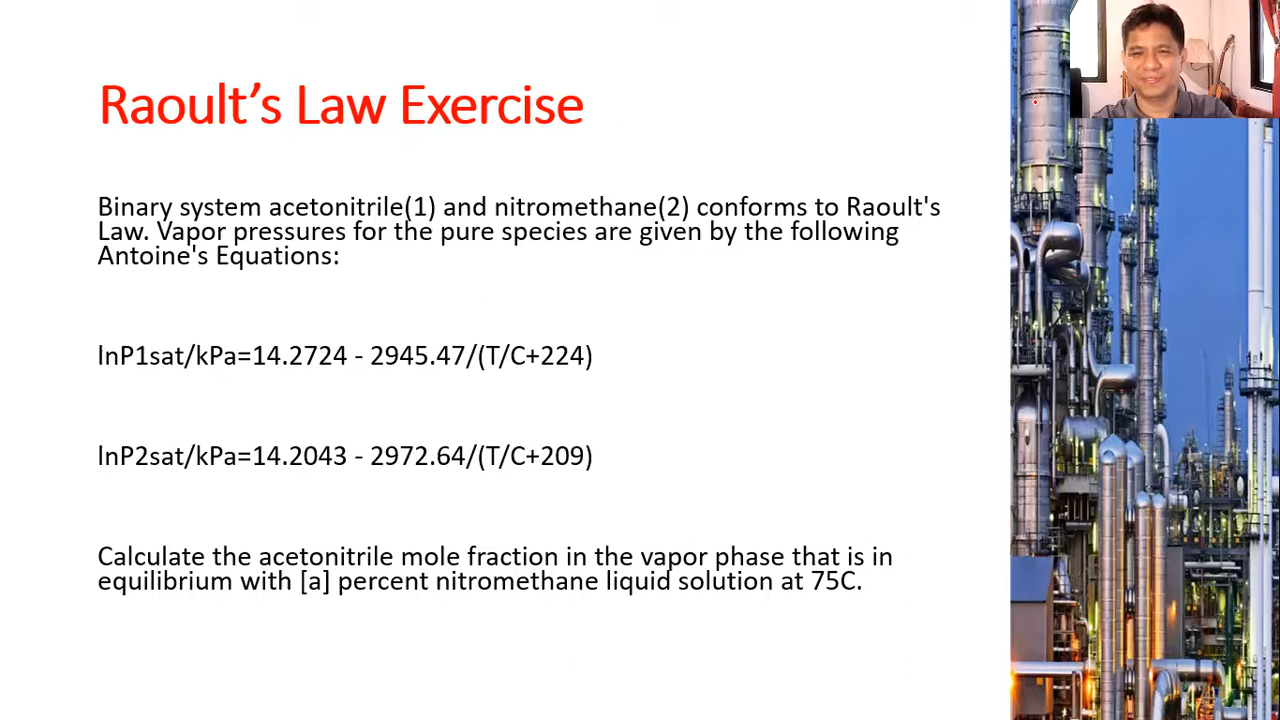 Raoult’s Law Exercise
Binary system acetonitrile(1) and nitromethane(2) conforms to Raoult's
Law. Vapor pressures for the pure species are given by the following
Antoine's Equations:
lnP1sat/kPa=14.2724 - 2945.47/(T/C+224)
lnP2sat/kPa=14.2043 - 2972.64/(T/C+209)
Calculate the acetonitrile mole fraction in the vapor phase that is in
equilibrium with [a] percent nitromethane liquid solution at 75C.